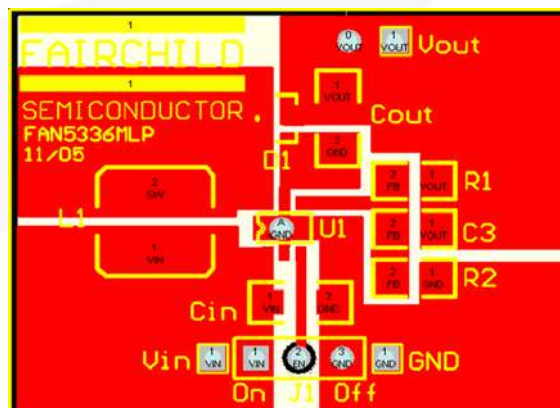 1
FAIRCHILD
1
SEMICONDUCTOR.
FAN5336MLP
11/05
0 VOUT
1 VOUT
Vout
1 VOUT
Cout
2 GND
D1
2 FB
1 VOUT
R1
2 SW
L1
A GND
U1
2 FB
1 VOUT
C3
1 VIN
2 FB
1 GND
R2
Cin
1 VIN
2 GND
Vin
1 VIN
1 VIN
2 EN
3 GND
1 GND
GND
On J1 Off